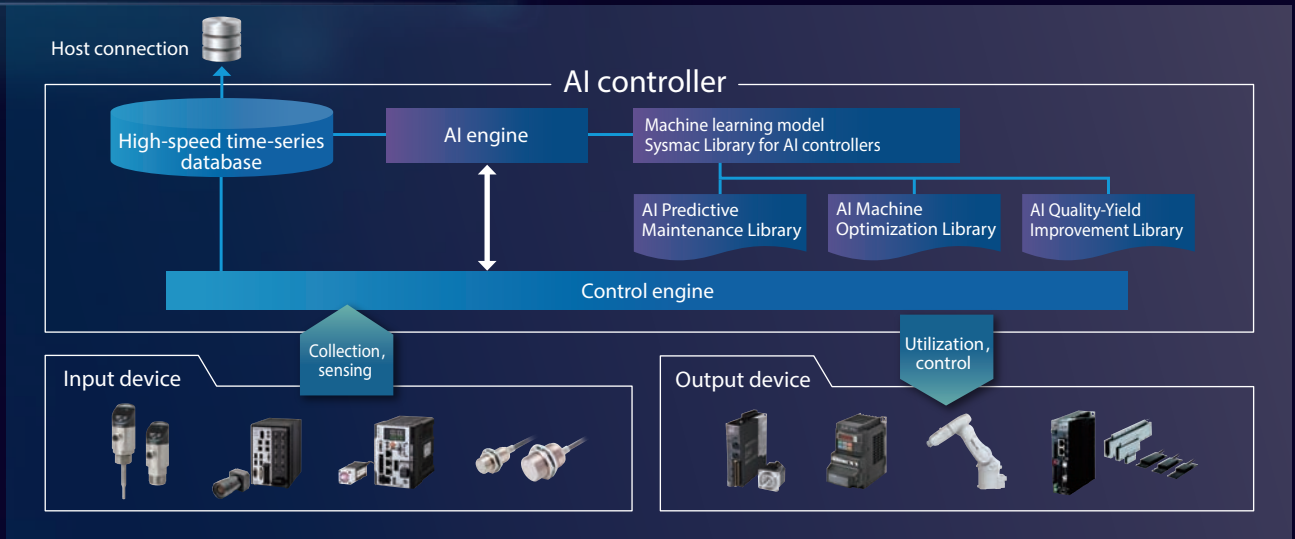 Host connection
AI controller
High-speed time-series
database
AI engine
Machine learning model
Sysmac Library for AI controllers
AI Predictive
Maintenance Library
AI Machine
Optimization Library
AI Quality-Yield
Improvement Library
Control engine
Collection,
sensing
Utilization,
control
Input device
Output device